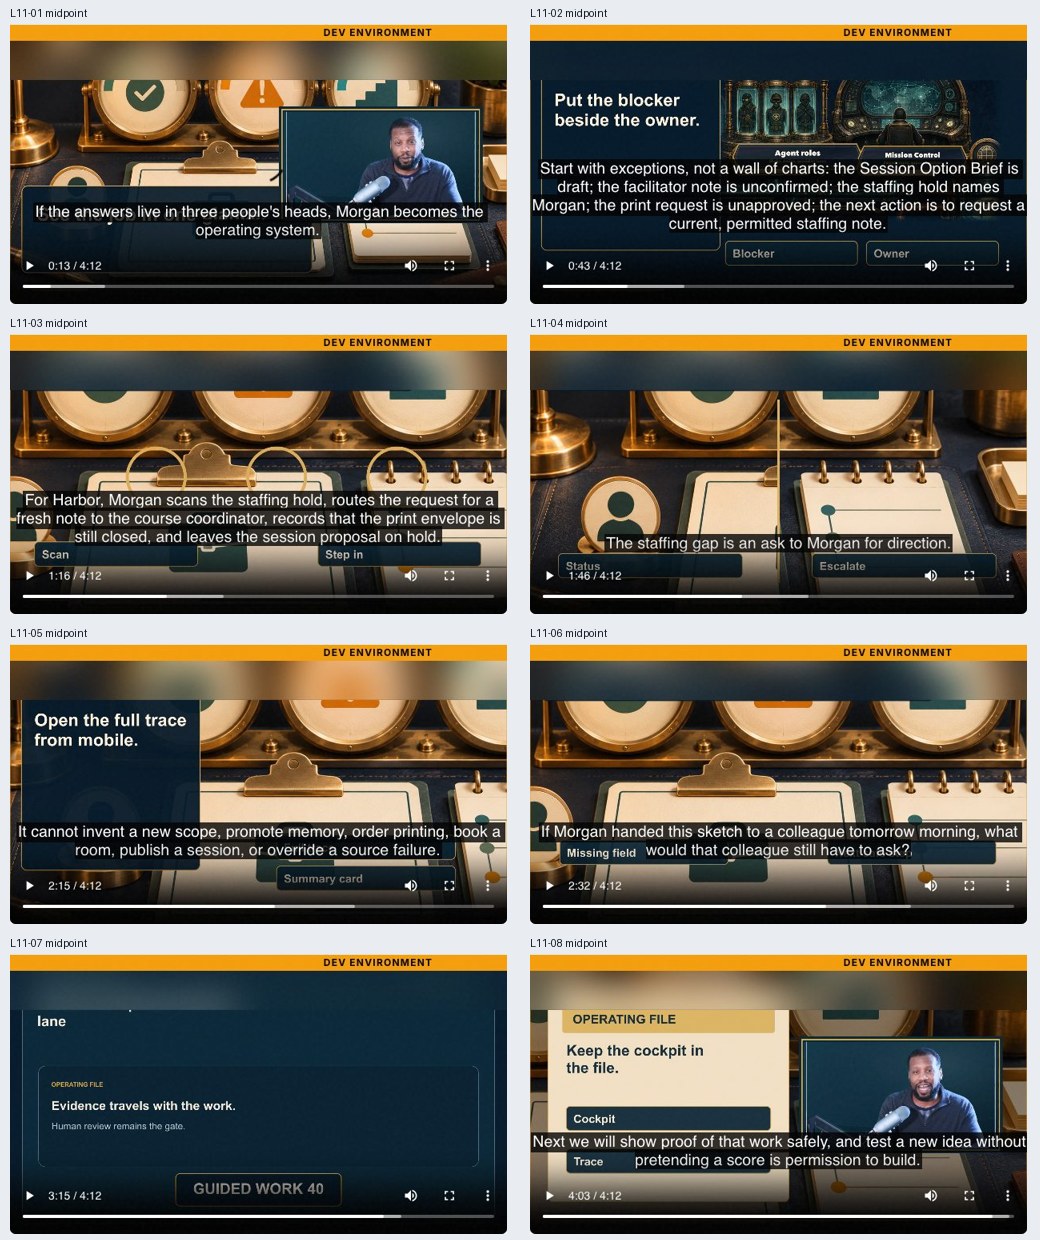 L11-01 midpoint
DEV ENVIRONMENT
If the answers live in three people's heads, Morgan becomes the
operating system.
0:13 / 4:12
L11-02 midpoint
DEV ENVIRONMENT
Put the blocker
beside the owner.
Agent roles
Mission Control
Start with exceptions, not a wall of charts: the Session Option Brief is
draft; the facilitator note is unconfirmed; the staffing hold names
Morgan; the print request is unapproved; the next action is to request a
current, permitted staffing note.
Blocker
Owner
0:43 / 4:12
L11-03 midpoint
DEV ENVIRONMENT
For Harbor, Morgan scans the staffing hold, routes the request for a
fresh note to the course coordinator, records that the print envelope is
still closed, and leaves the session proposal on hold.
Scan
Step in
1:16 / 4:12
L11-04 midpoint
DEV ENVIRONMENT
The staffing gap is an ask to Morgan for direction.
Status
Escalate
1:46 / 4:12
L11-05 midpoint
DEV ENVIRONMENT
Open the full trace
from mobile.
It cannot invent a new scope, promote memory, order printing, book a
room, publish a session, or override a source failure.
Summary card
2:15 / 4:12
L11-06 midpoint
DEV ENVIRONMENT
If Morgan handed this sketch to a colleague tomorrow morning, what
would that colleague still have to ask?
Missing field
2:32 / 4:12
L11-07 midpoint
DEV ENVIRONMENT
lane
OPERATING FILE
Evidence travels with the work.
Human review remains the gate.
GUIDED WORK 40
3:15 / 4:12
L11-08 midpoint
DEV ENVIRONMENT
OPERATING FILE
Keep the cockpit in
the file.
Cockpit
Next we will show proof of that work safely, and test a new idea without
pretending a score is permission to build.
Trace
4:03 / 4:12